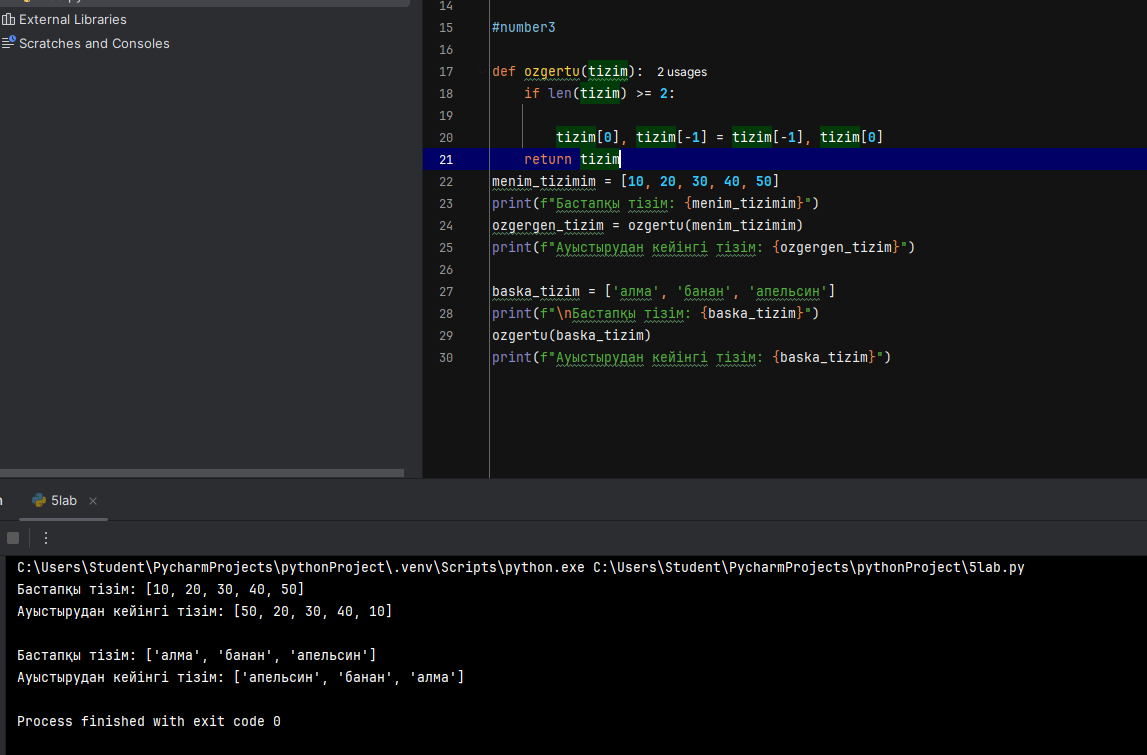 External Libraries
Scratches and Consoles
14
15 #number3
16
17 def ozgertu(tizim): 2 usages
18 if len(tizim) >= 2:
19
20 tizim[0], tizim[-1] = tizim[-1], tizim[0]
21 return tizim
22 menim_tizimim = [10, 20, 30, 40, 50]
23 print(f"Бастапқы тізім: {menim_tizimim}")
24 ozgergen_tizim = ozgertu(menim_tizimim)
25 print(f"Ауыстырудан кейінгі тізім: {ozgergen_tizim}")
26
27 baska_tizim = ['алма', 'банан', 'апельсин']
28 print(f"\nБастапқы тізім: {baska_tizim}")
29 ozgertu(baska_tizim)
30 print(f"Ауыстырудан кейінгі тізім: {baska_tizim}")
5lab
C:\Users\Student\PycharmProjects\pythonProject\.venv\Scripts\python.exe C:\Users\Student\PycharmProjects\pythonProject\5lab.py
Бастапқы тізім: [10, 20, 30, 40, 50]
Ауыстырудан кейінгі тізім: [50, 20, 30, 40, 10]
Бастапқы тізім: ['алма', 'банан', 'апельсин']
Ауыстырудан кейінгі тізім: ['апельсин', 'банан', 'алма']
Process finished with exit code 0